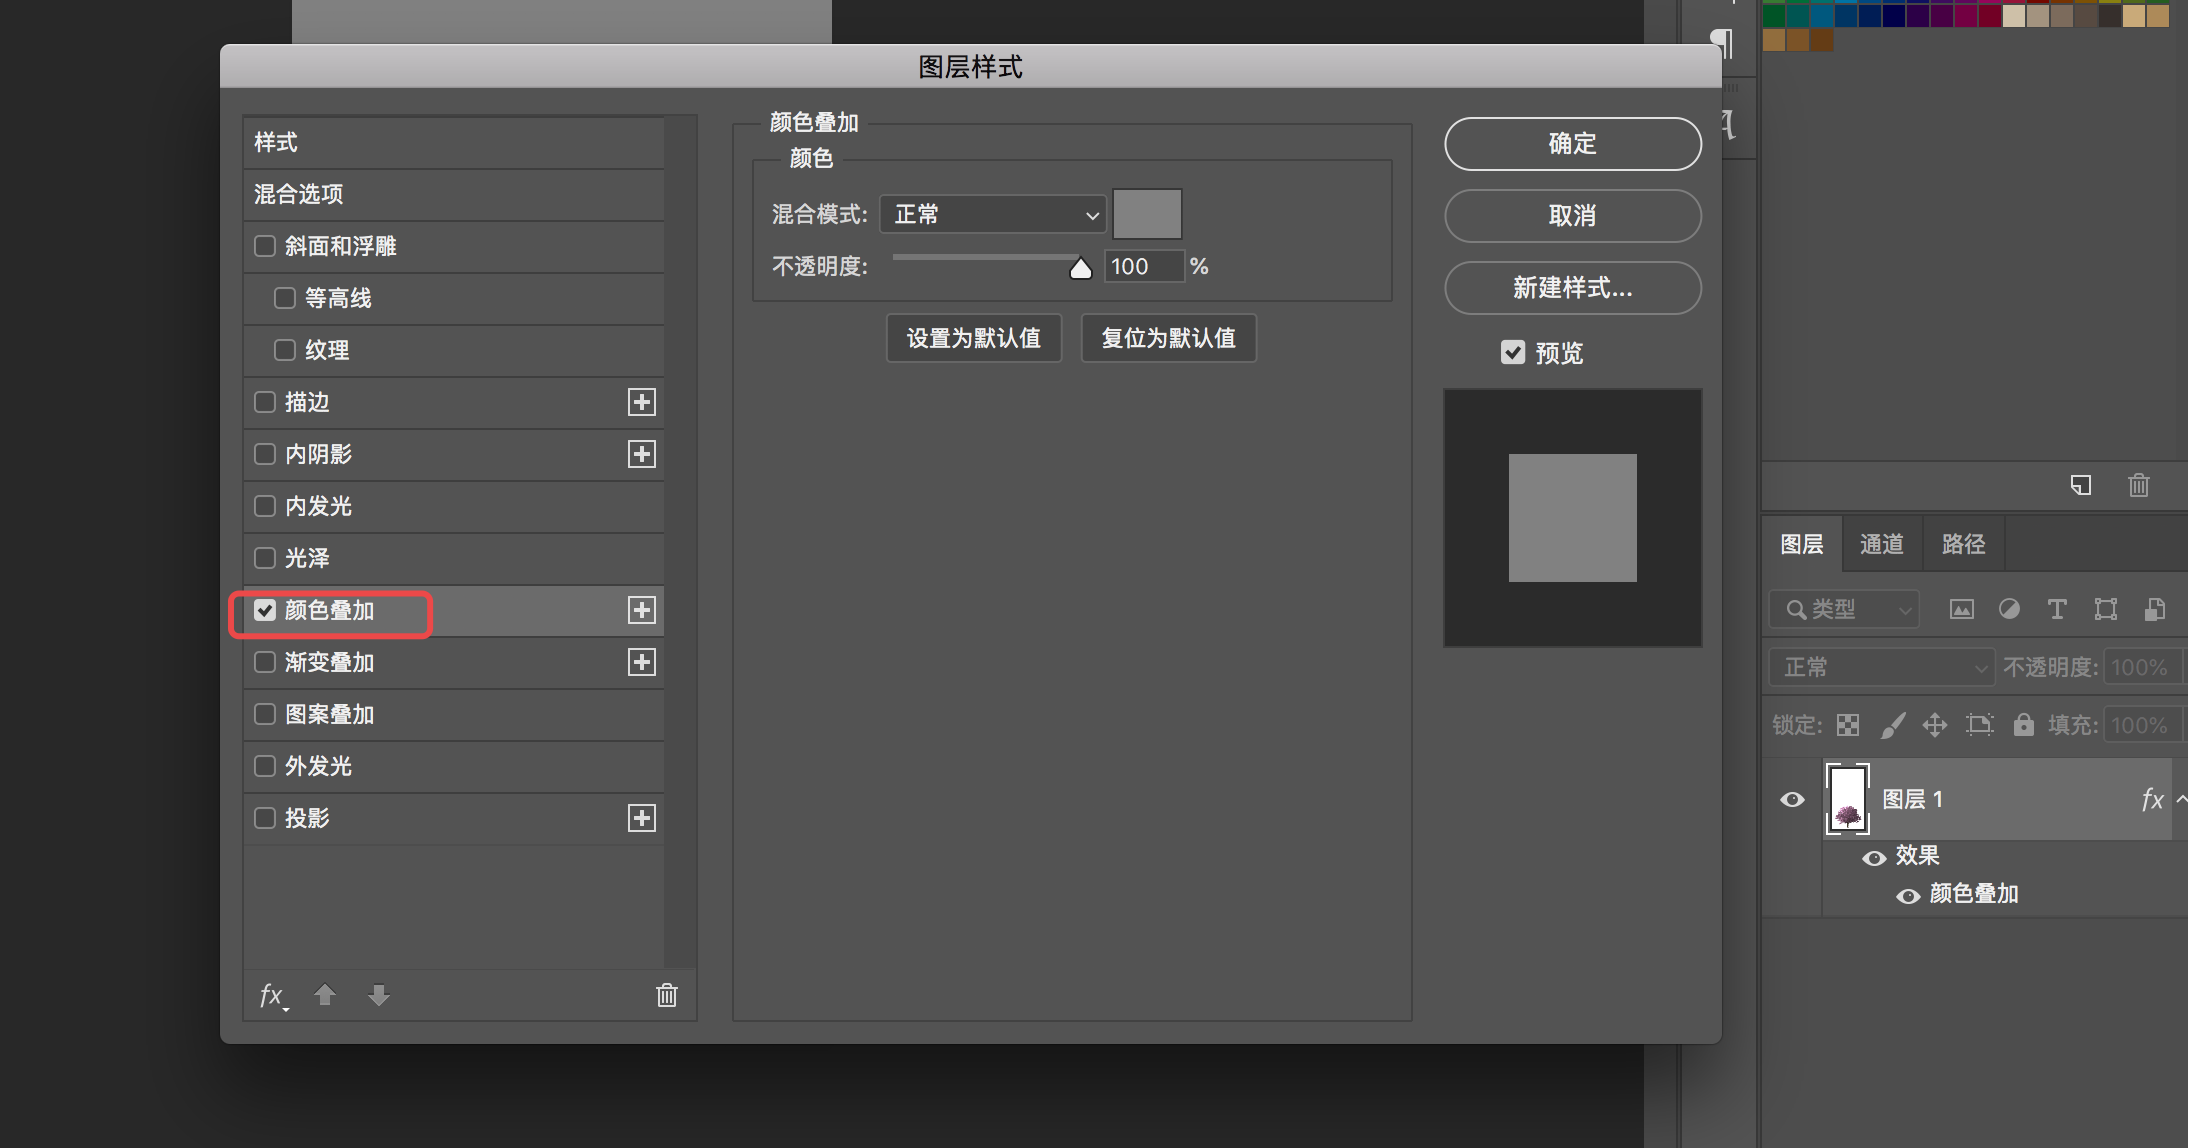 图层样式
样式
混合选项
斜面和浮雕
等高线
纹理
描边
内阴影
内发光
光泽
颜色叠加
渐变叠加
图案叠加
外发光
投影
fx
颜色叠加
颜色
混合模式: 正常
不透明度: 100 %
设置为默认值 复位为默认值
确定
取消
新建样式...
预览
图层 通道 路径
类型
正常 不透明度: 100%
锁定: 填充: 100%
图层 1 fx
效果
颜色叠加